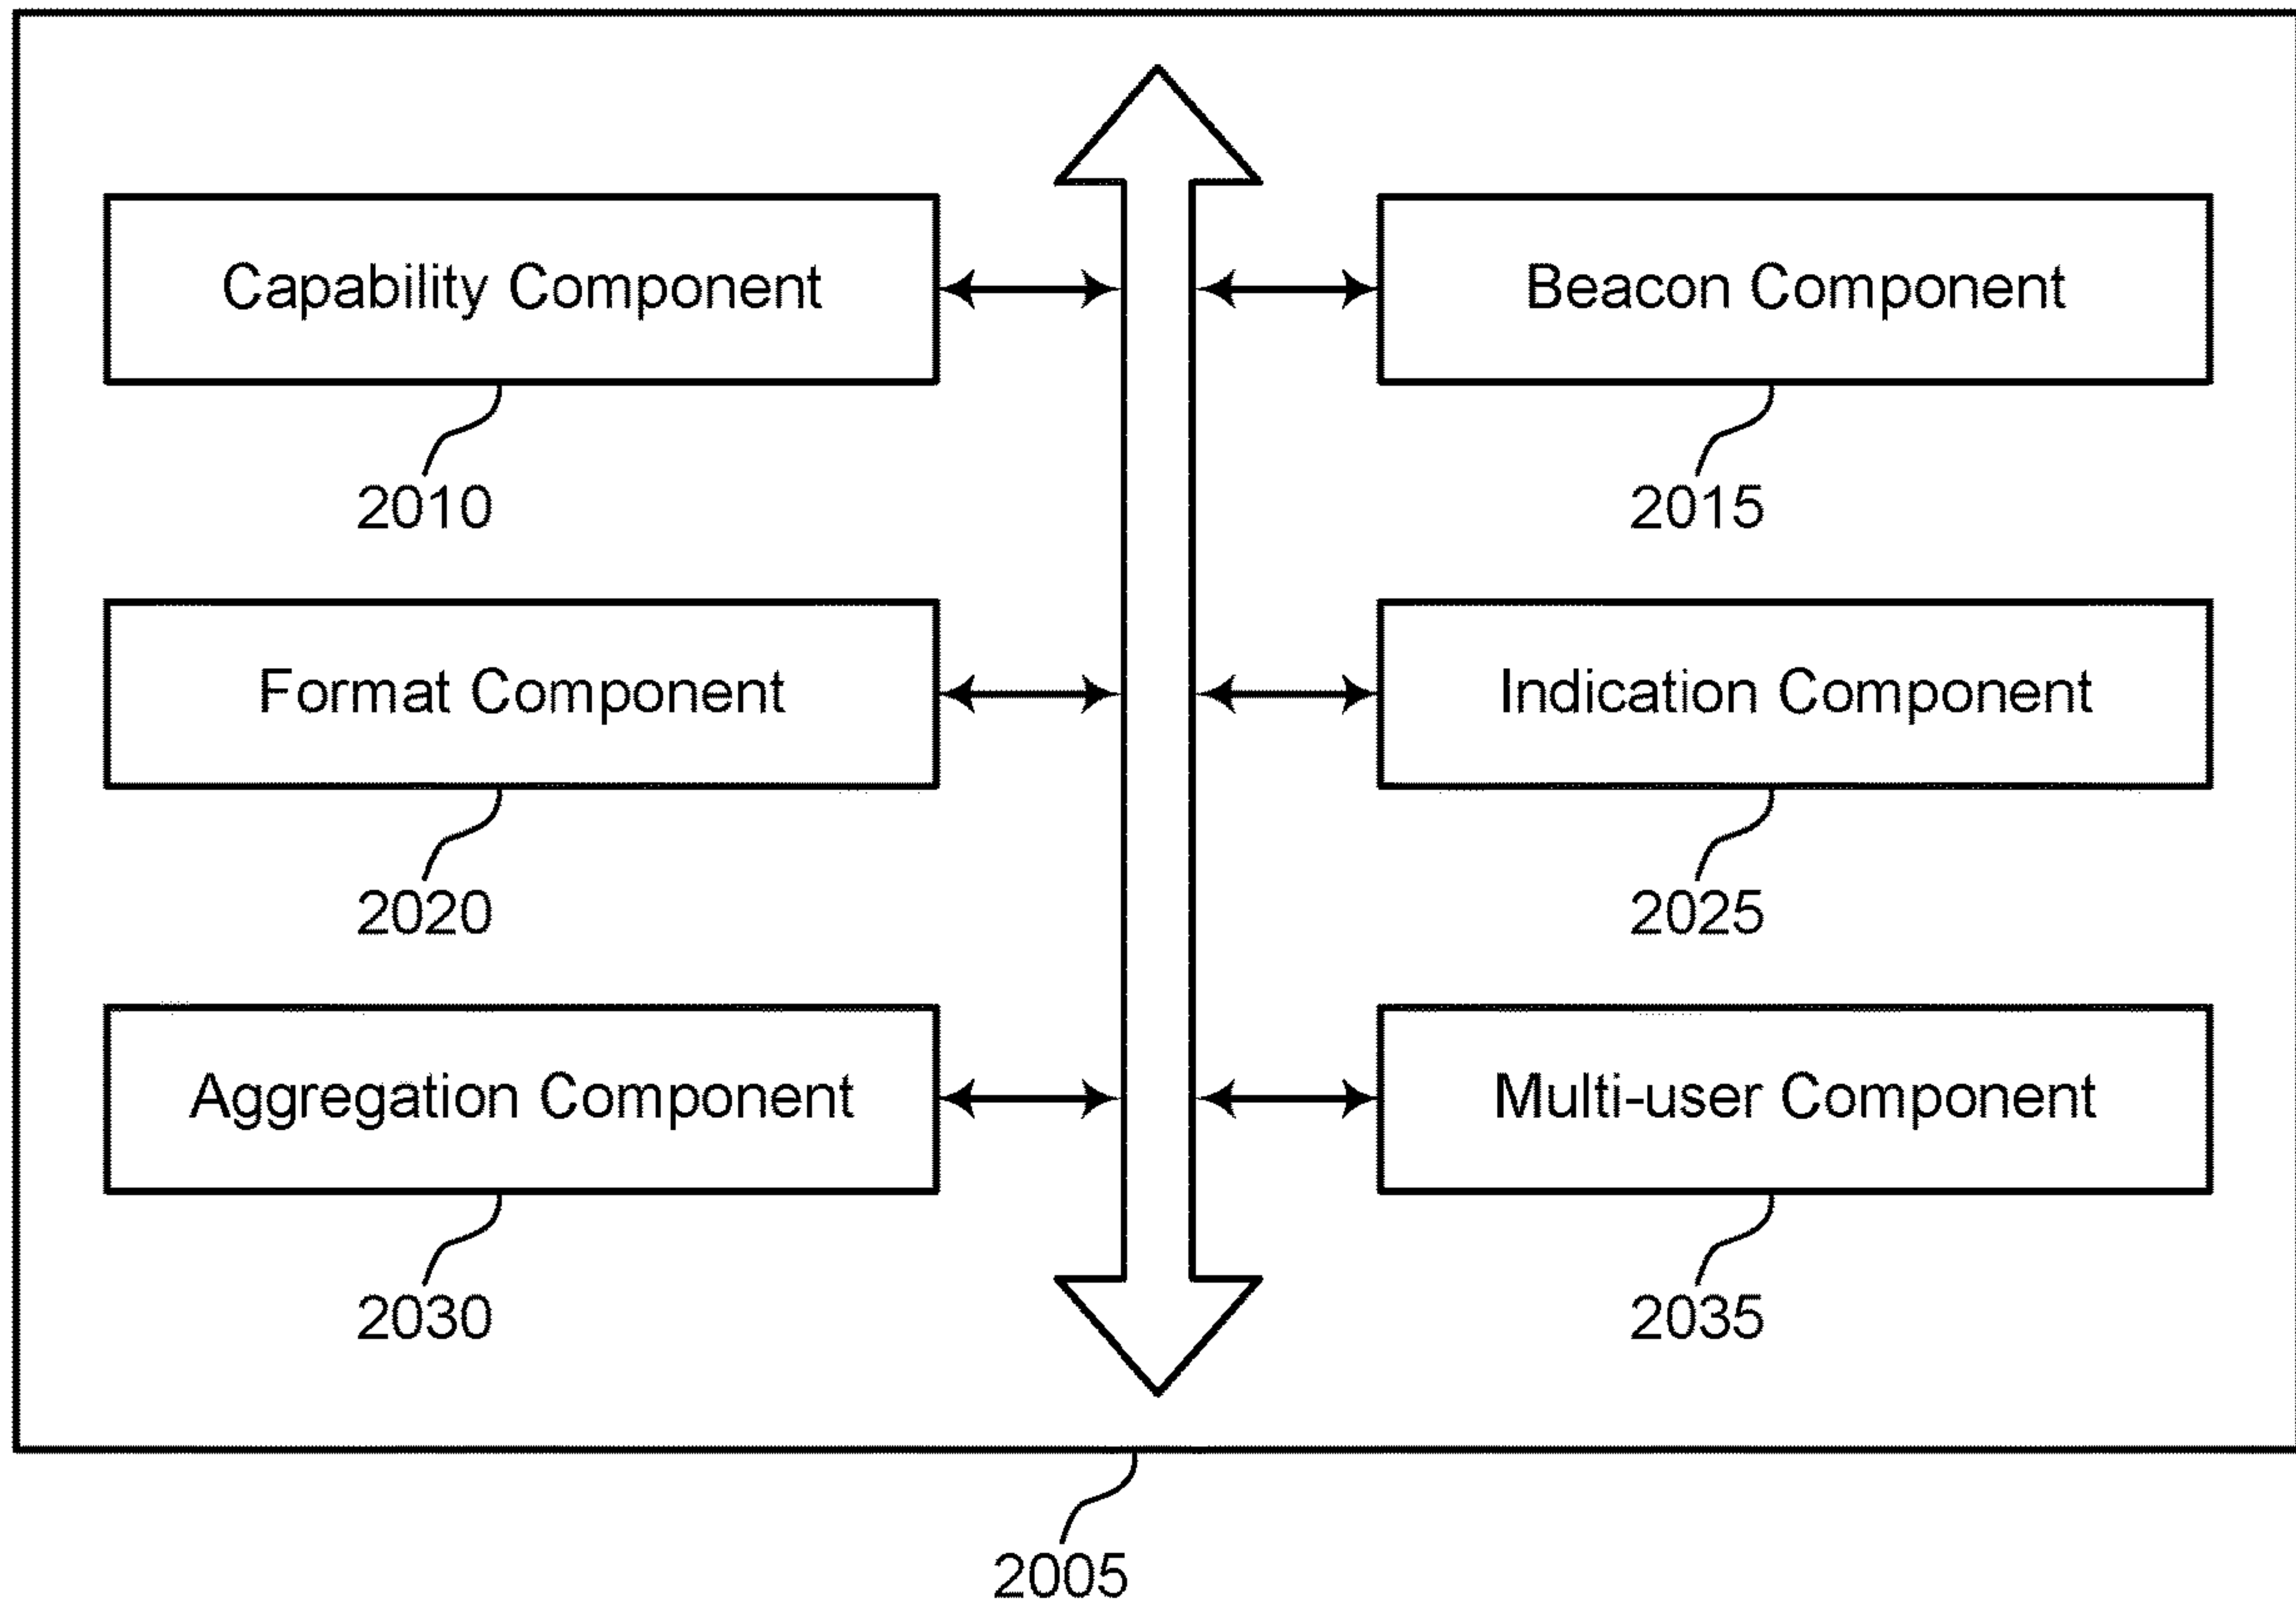 Capability Component
Beacon Component
2010
2015
Format Component
Indication Component
2020
2025
Aggregation Component
Multi-user Component
2030
2035
2005